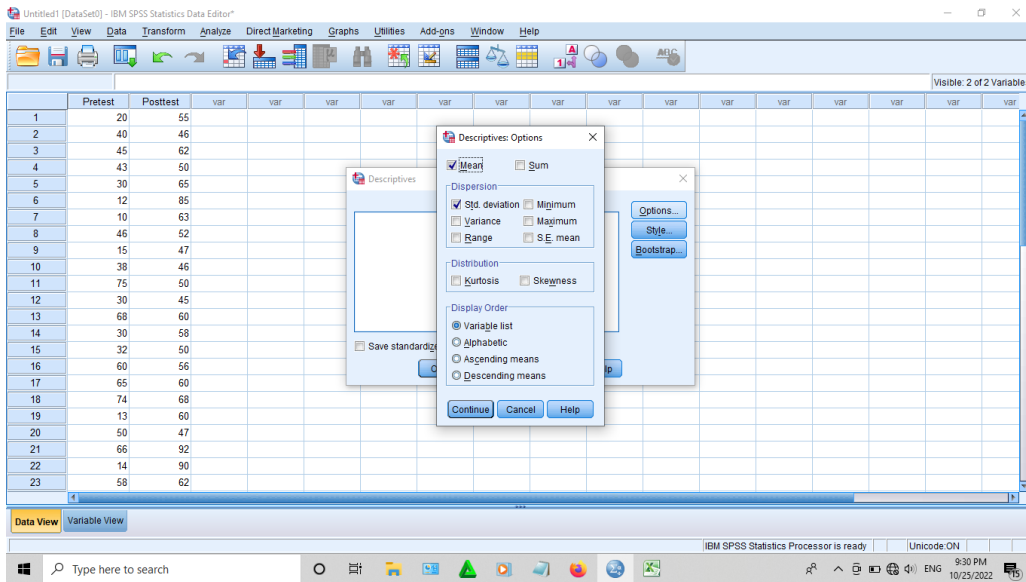 Untitled1 [DataSet0] - IBM SPSS Statistics Data Editor*
File Edit View Data Transform Analyze Direct Marketing Graphs Utilities Add-ons Window Help
Visible: 2 of 2 Variable
Pretest Posttest var var var var var var var var var var var var var var var
1 20 55
2 40 46
3 45 62
4 43 50
5 30 65
6 12 85
7 10 63
8 46 52
9 15 47
10 38 46
11 75 50
12 30 45
13 68 60
14 30 58
15 32 50
16 60 56
17 65 60
18 74 68
19 13 60
20 50 47
21 66 92
22 14 90
23 58 62
Descriptives
Options...
Style...
Bootstrap...
Save standardize
Descriptives: Options
Mean Sum
Dispersion
Std. deviation Minimum
Variance Maximum
Range S.E. mean
Distribution
Kurtosis Skewness
Display Order
Variable list
Alphabetic
Ascending means
Descending means
Continue Cancel Help
Data View Variable View
IBM SPSS Statistics Processor is ready Unicode:ON
Type here to search
ENG 9:30 PM
10/25/2022
15